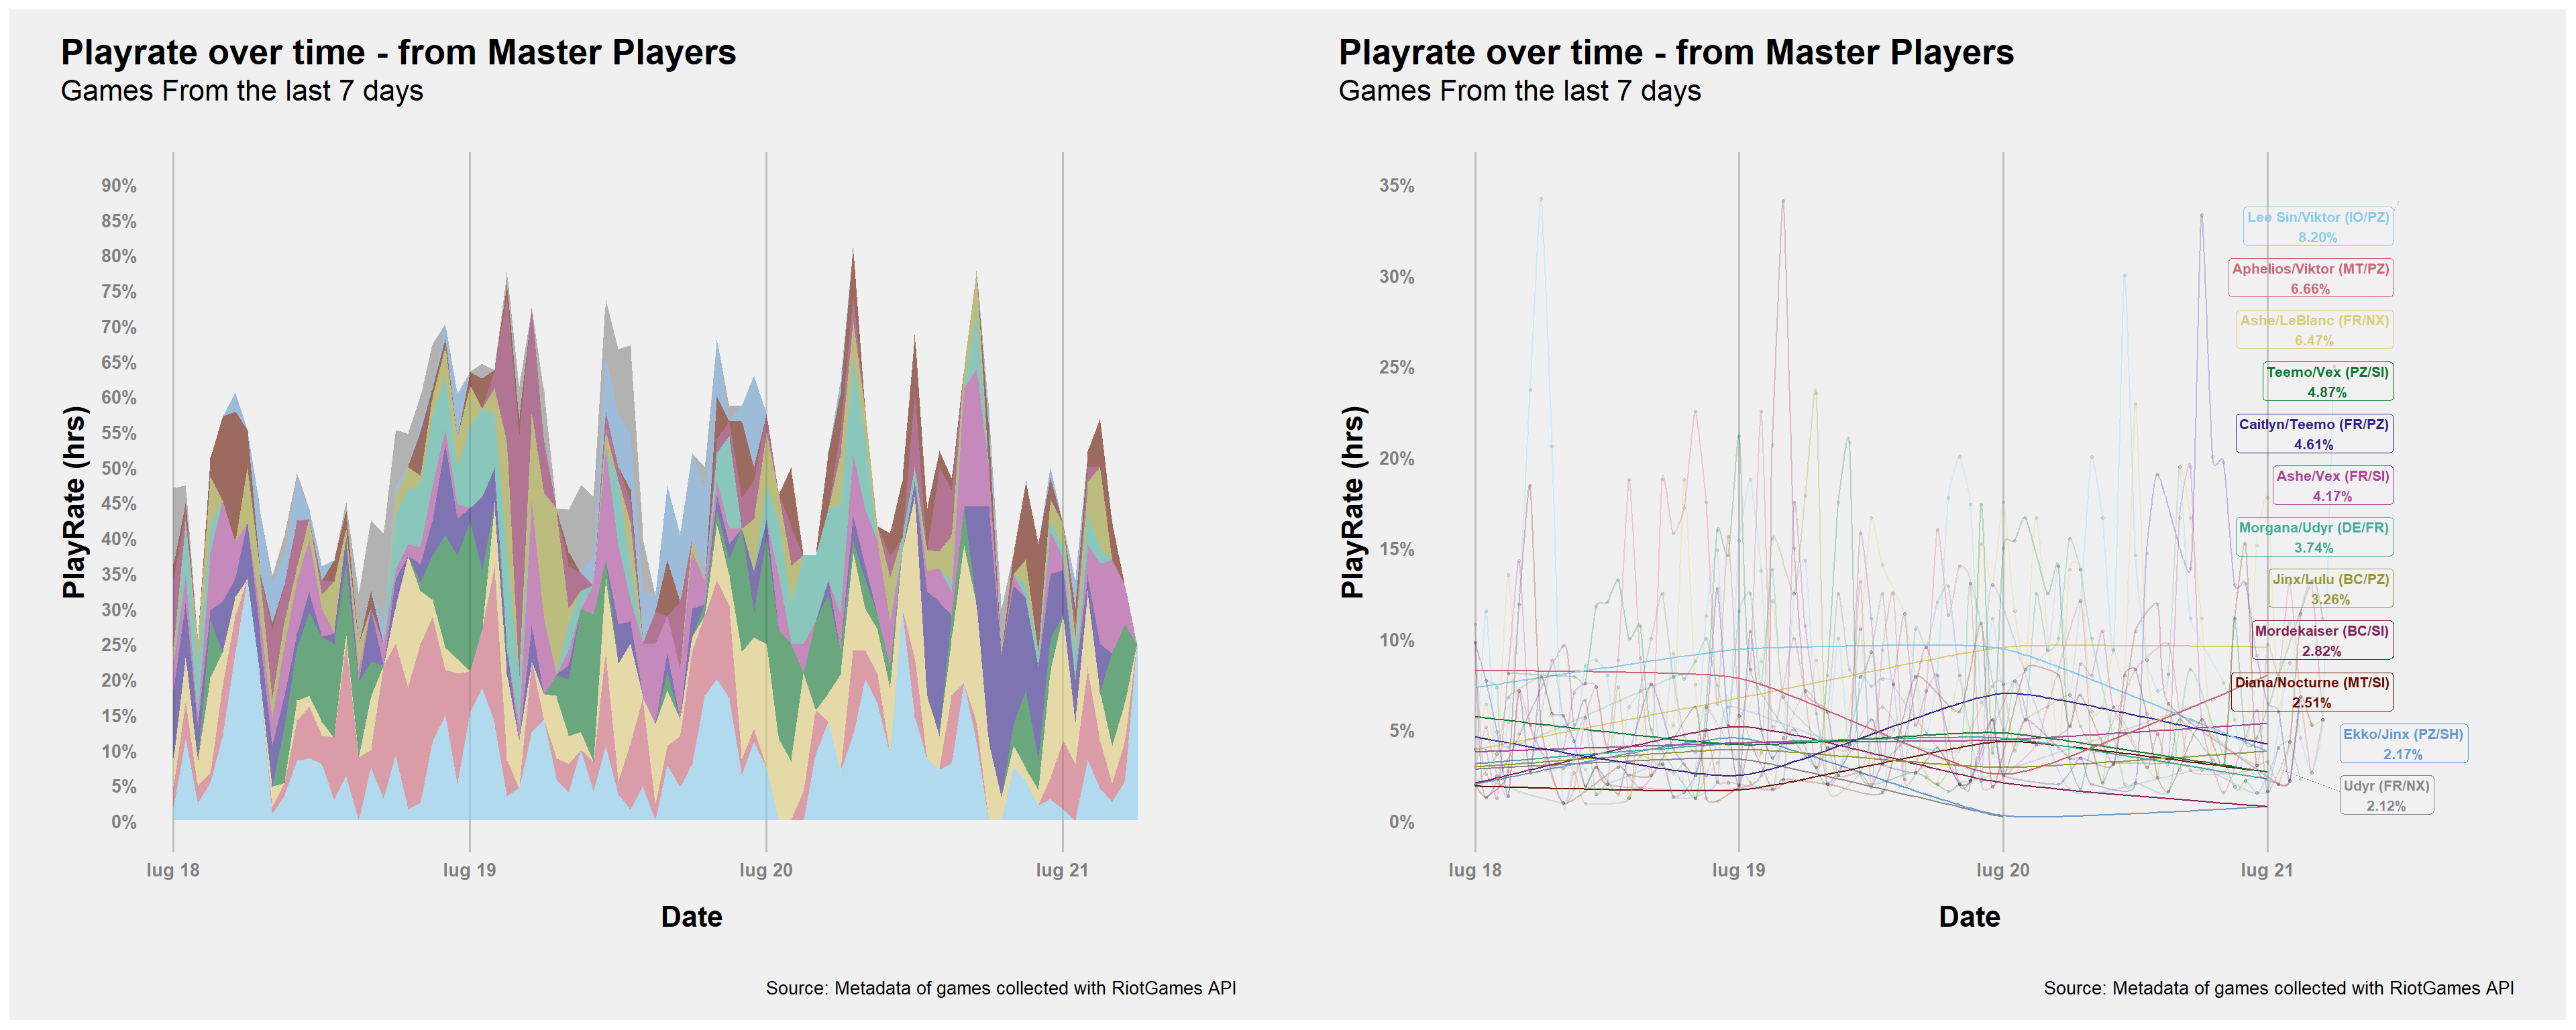 Playrate over time - from Master Players
Games From the last 7 days
PlayRate (hrs)
90%
85%
80%
75%
70%
65%
60%
55%
50%
45%
40%
35%
30%
25%
20%
15%
10%
5%
0%
lug 18
lug 19
lug 20
lug 21
Date
Source: Metadata of games collected with RiotGames API
Playrate over time - from Master Players
Games From the last 7 days
PlayRate (hrs)
35%
30%
25%
20%
15%
10%
5%
0%
Lee Sin/Viktor (IO/PZ)
8.20%
Aphelios/Viktor (MT/PZ)
6.66%
Ashe/LeBlanc (FR/NX)
6.47%
Teemo/Vex (PZ/SI)
4.87%
Caitlyn/Teemo (FR/PZ)
4.61%
Ashe/Vex (FR/SI)
4.17%
Morgana/Udyr (DE/FR)
3.74%
Jinx/Lulu (BC/PZ)
3.26%
Mordekaiser (BC/SI)
2.82%
Diana/Nocturne (MT/SI)
2.51%
Ekko/Jinx (PZ/SH)
2.17%
Udyr (FR/NX)
2.12%
lug 18
lug 19
lug 20
lug 21
Date
Source: Metadata of games collected with RiotGames API